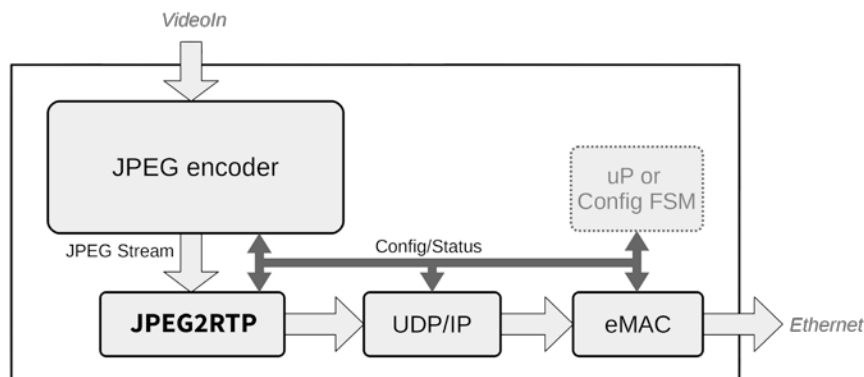 VideoIn
JPEG encoder
uP or
Config FSM
JPEG Stream
Config/Status
JPEG2RTP
UDP/IP
eMAC
Ethernet